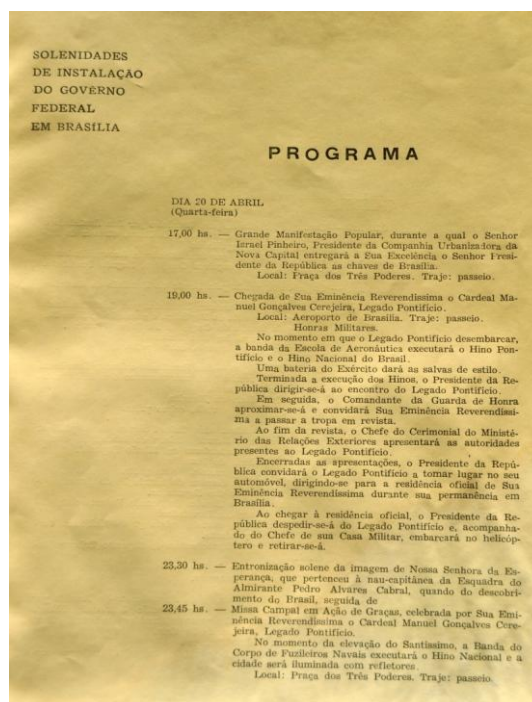 SOLENIDADES
DE INSTALAÇÃO
DO GOVÊRNO
FEDERAL
EM BRASÍLIA
PROGRAMA
DIA 20 DE ABRIL
(Quarta-feira)
17,00 hs. — Grande Manifestação Popular, durante a qual o Senhor
Israel Pinheiro, Presidente da Companhia Urbanizadora da
Nova Capital entregará a Sua Excelência o Senhor Presi-
dente da República as chaves de Brasília.
Local: Praça dos Três Poderes. Traje: passeio.
19,00 hs. — Chegada de Sua Eminência Reverendíssima o Cardeal Ma-
nuel Gonçalves Cerejeira, Legado Pontifício.
Local: Aeroporto de Brasília. Traje: passeio.
Honras Militares.
No momento em que o Legado Pontifício desembarcar,
a banda da Escola de Aeronáutica executará o Hino Pon-
tifício e o Hino Nacional do Brasil.
Uma bateria do Exército dará as salvas de estilo.
Terminada a execução dos Hinos, o Presidente da Re-
pública dirigir-se-á ao encontro do Legado Pontifício.
Em seguida, o Comandante da Guarda de Honra
aproximar-se-á e convidará Sua Eminência Reverendíssi-
ma a passar a tropa em revista.
Ao fim da revista, o Chefe do Cerimonial do Ministé-
rio das Relações Exteriores apresentará as autoridades
presentes ao Legado Pontifício.
Encerradas as apresentações, o Presidente da Repú-
blica convidará o Legado Pontifício a tomar lugar no seu
automóvel, dirigindo-se para a residência oficial de Sua
Eminência Reverendíssima durante sua permanência em
Brasília.
Ao chegar à residência oficial, o Presidente da Re-
pública despedir-se-á do Legado Pontifício e, acompanha-
do do Chefe de sua Casa Militar, embarcará no helicóp-
tero e retirar-se-á.
23,30 hs. — Entronização solene da imagem de Nossa Senhora da Es-
perança, que pertenceu à nau-capitânea da Esquadra do
Almirante Pedro Alvares Cabral, quando do descobri-
mento do Brasil, seguida de
23,45 hs. — Missa Campal em Ação de Graças, celebrada por Sua Emi-
nência Reverendíssima o Cardeal Manuel Gonçalves Cere-
jeira, Legado Pontifício.
No momento da elevação do Santíssimo, a Banda do
Corpo de Fuzileiros Navais executará o Hino Nacional e a
cidade será iluminada com refletores.
Local: Praça dos Três Poderes. Traje: passeio.